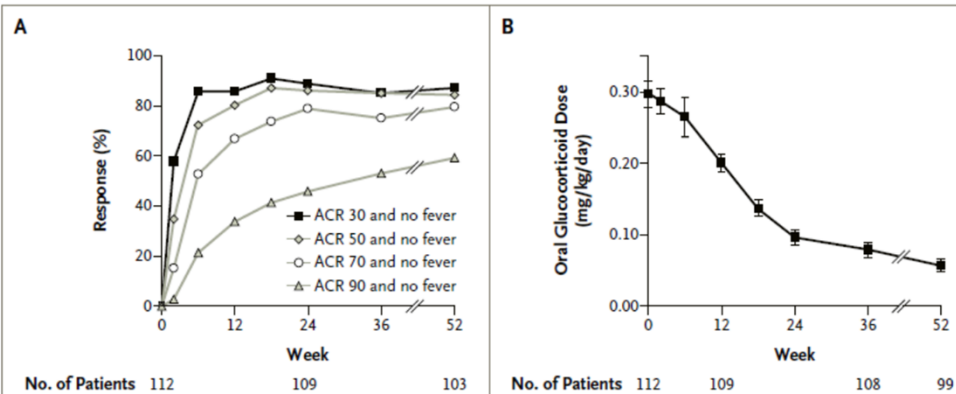 A
100
80
60
40
20
0
Response (%)
ACR 30 and no fever
ACR 50 and no fever
ACR 70 and no fever
ACR 90 and no fever
0 12 24 36 52
Week
No. of Patients 112 109 103
B
0.30
0.20
0.10
0.00
Oral Glucocorticoid Dose
(mg/kg/day)
0 12 24 36 52
Week
No. of Patients 112 109 108 99